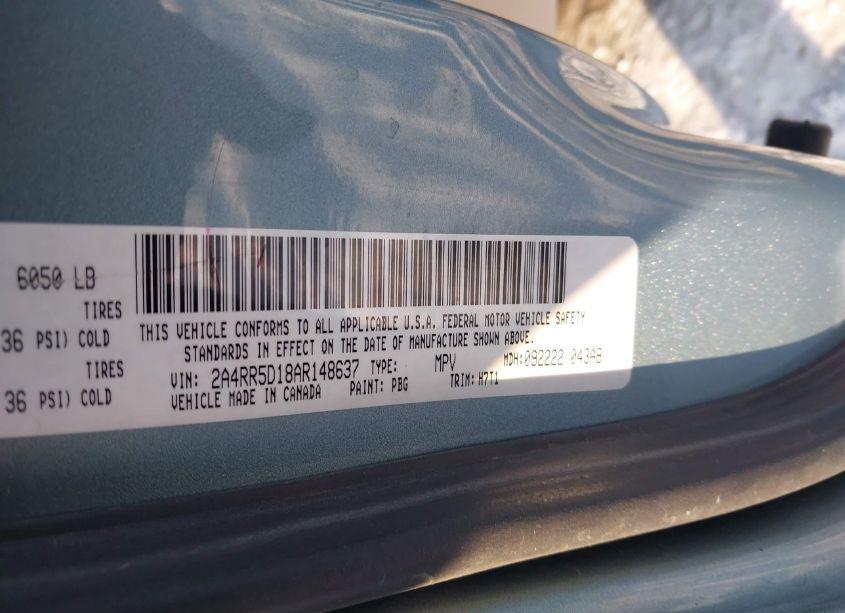 6050 LB
TIRES
36 PSI) COLD
TIRES
36 PSI) COLD
THIS VEHICLE CONFORMS TO ALL APPLICABLE U.S.A. FEDERAL MOTOR VEHICLE SAFETY
STANDARDS IN EFFECT ON THE DATE OF MANUFACTURE SHOWN ABOVE.
VIN: 2A4RR5D18AR148637 TYPE: MPV MDH:092222 043AB
VEHICLE MADE IN CANADA PAINT: PBG TRIM: H7T1